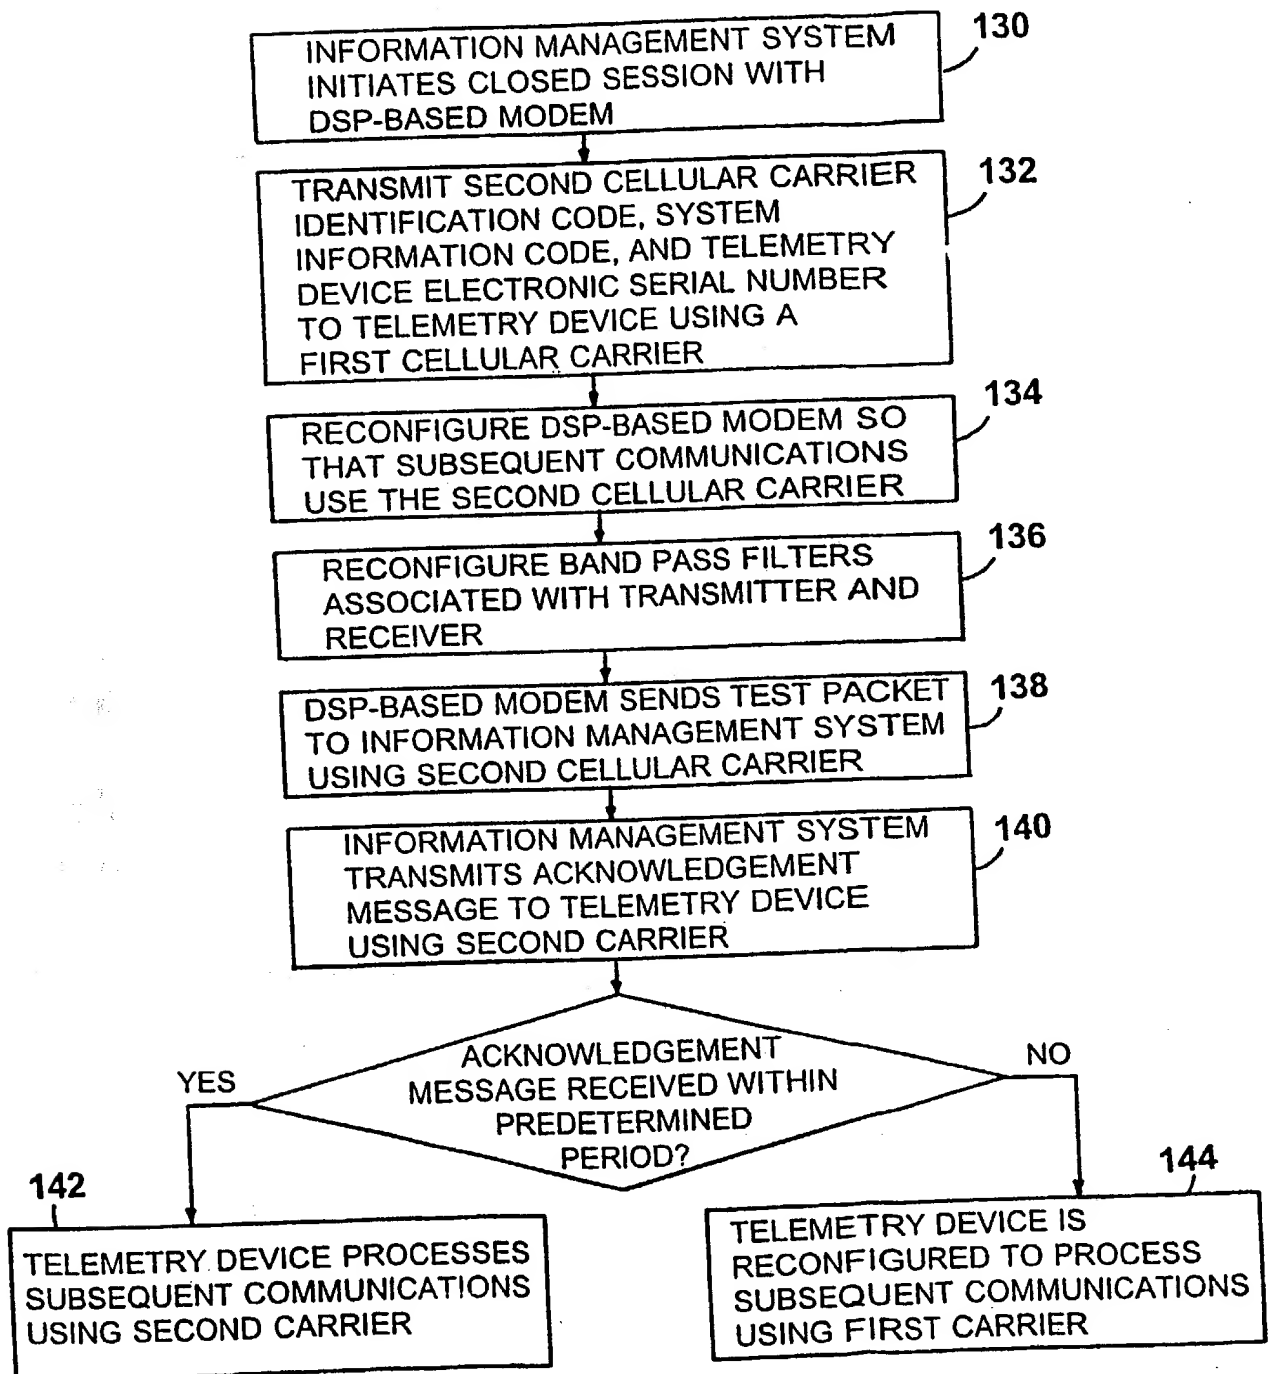 130
INFORMATION MANAGEMENT SYSTEM
INITIATES CLOSED SESSION WITH
DSP-BASED MODEM
132
TRANSMIT SECOND CELLULAR CARRIER
IDENTIFICATION CODE, SYSTEM
INFORMATION CODE, AND TELEMETRY
DEVICE ELECTRONIC SERIAL NUMBER
TO TELEMETRY DEVICE USING A
FIRST CELLULAR CARRIER
134
RECONFIGURE DSP-BASED MODEM SO
THAT SUBSEQUENT COMMUNICATIONS
USE THE SECOND CELLULAR CARRIER
136
RECONFIGURE BAND PASS FILTERS
ASSOCIATED WITH TRANSMITTER AND
RECEIVER
138
DSP-BASED MODEM SENDS TEST PACKET
TO INFORMATION MANAGEMENT SYSTEM
USING SECOND CELLULAR CARRIER
140
INFORMATION MANAGEMENT SYSTEM
TRANSMITS ACKNOWLEDGEMENT
MESSAGE TO TELEMETRY DEVICE
USING SECOND CARRIER
ACKNOWLEDGEMENT
MESSAGE RECEIVED WITHIN
PREDETERMINED
PERIOD?
YES
NO
142
TELEMETRY DEVICE PROCESSES
SUBSEQUENT COMMUNICATIONS
USING SECOND CARRIER
144
TELEMETRY DEVICE IS
RECONFIGURED TO PROCESS
SUBSEQUENT COMMUNICATIONS
USING FIRST CARRIER